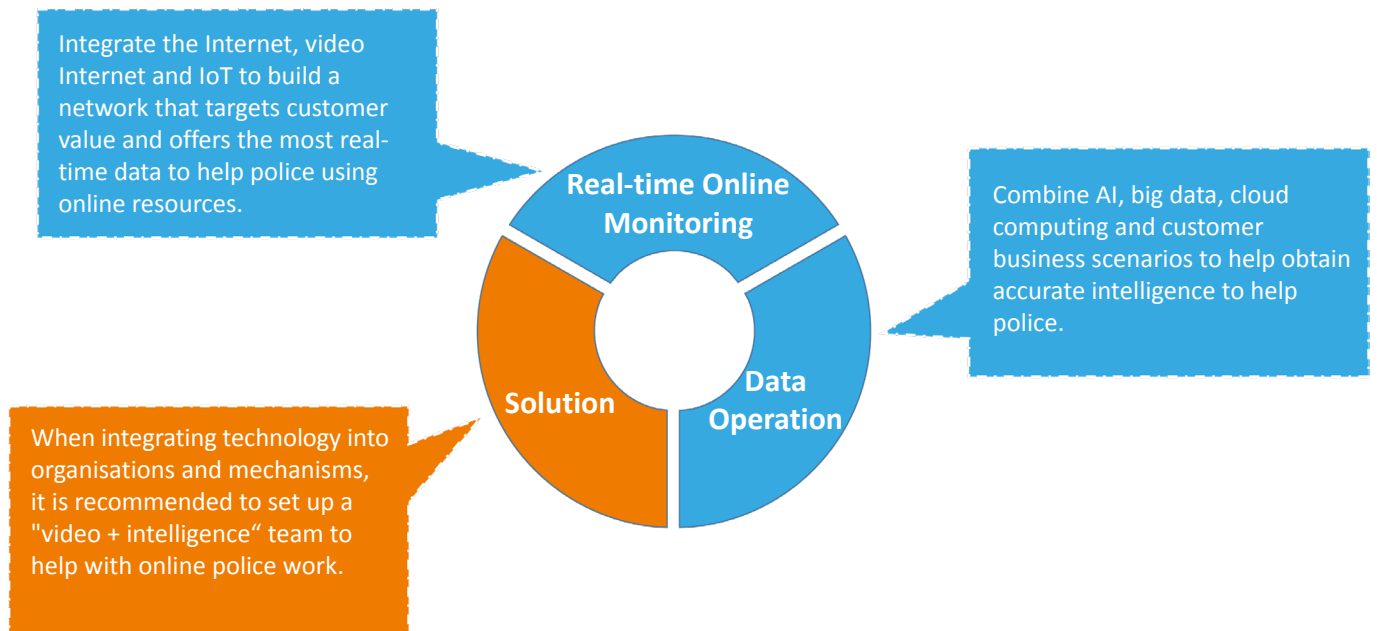 Integrate the Internet, video
Internet and IoT to build a
network that targets customer
value and offers the most real-
time data to help police using
online resources.
Real-time Online
Monitoring
Combine AI, big data, cloud
computing and customer
business scenarios to help obtain
accurate intelligence to help
police.
Data
Operation
Solution
When integrating technology into
organisations and mechanisms,
it is recommended to set up a
"video + intelligence“ team to
help with online police work.